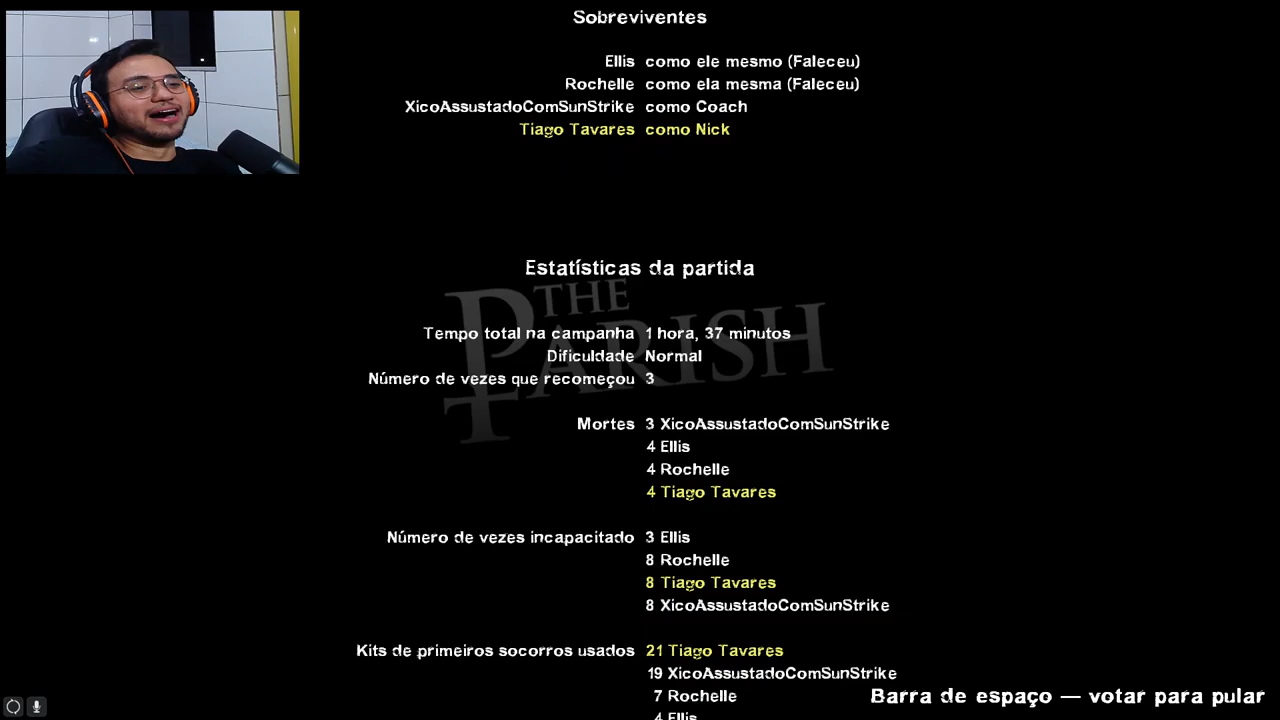 Sobreviventes
Ellis como ele mesmo (Faleceu)
Rochelle como ela mesma (Faleceu)
XicoAssustadoComSunStrike como Coach
Tiago Tavares como Nick
Estatísticas da partida
THE
PARISH
Tempo total na campanha 1 hora, 37 minutos
Dificuldade Normal
Número de vezes que recomeçou 3
Mortes 3 XicoAssustadoComSunStrike
4 Ellis
4 Rochelle
4 Tiago Tavares
Número de vezes incapacitado 3 Ellis
8 Rochelle
8 Tiago Tavares
8 XicoAssustadoComSunStrike
Kits de primeiros socorros usados 21 Tiago Tavares
19 XicoAssustadoComSunStrike
7 Rochelle
4 Ellis
Barra de espaço — votar para pular